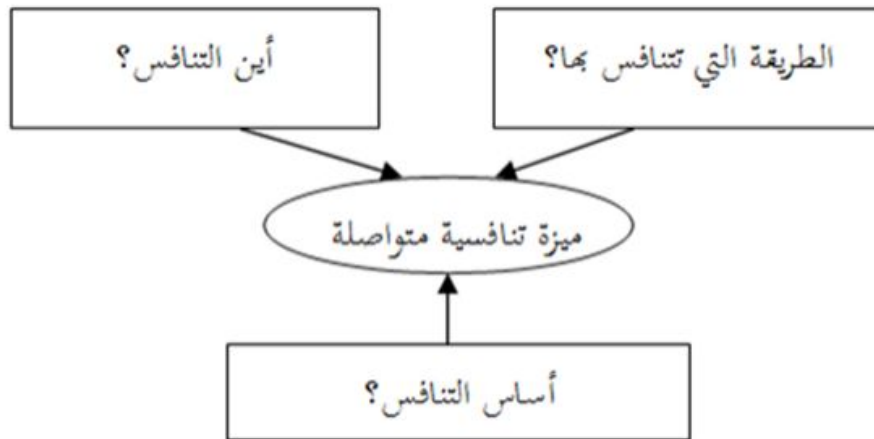 الطريقة التي تتنافس بها؟
أين التنافس؟
ميزة تنافسية متواصلة
أساس التنافس؟